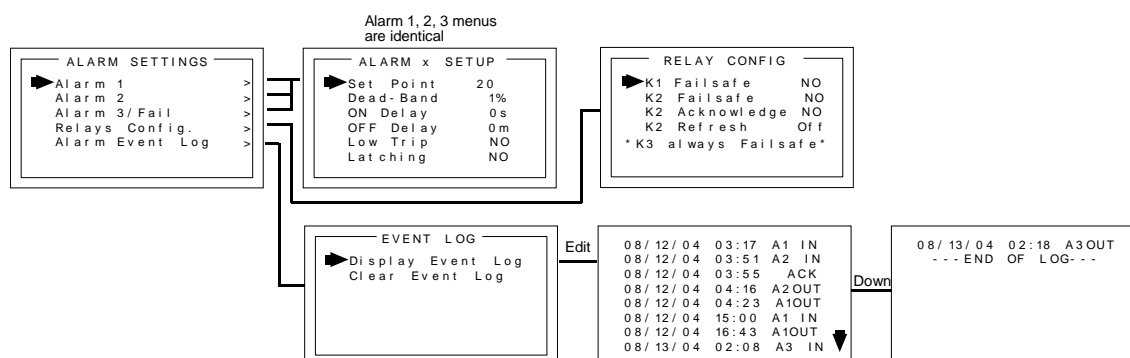 Alarm 1, 2, 3 menus
are identical
ALARM SETTINGS
Alarm 1 >
Alarm 2 >
Alarm 3/Fail >
Relays Config. >
Alarm Event Log >
ALARM x SETUP
Set Point 20
Dead-Band 1%
ON Delay 0s
OFF Delay 0m
Low Trip NO
Latching NO
RELAY CONFIG
K1 Failsafe NO
K2 Failsafe NO
K2 Acknowledge NO
K2 Refresh Off
*K3 always Failsafe*
EVENT LOG
Display Event Log
Clear Event Log
Edit
08/12/04 03:17 A1 IN
08/12/04 03:51 A2 IN
08/12/04 03:55 ACK
08/12/04 04:16 A2OUT
08/12/04 04:23 A1OUT
08/12/04 15:00 A1 IN
08/12/04 16:43 A1OUT
08/13/04 02:08 A3 IN
Down
08/13/04 02:18 A3OUT
---END OF LOG---